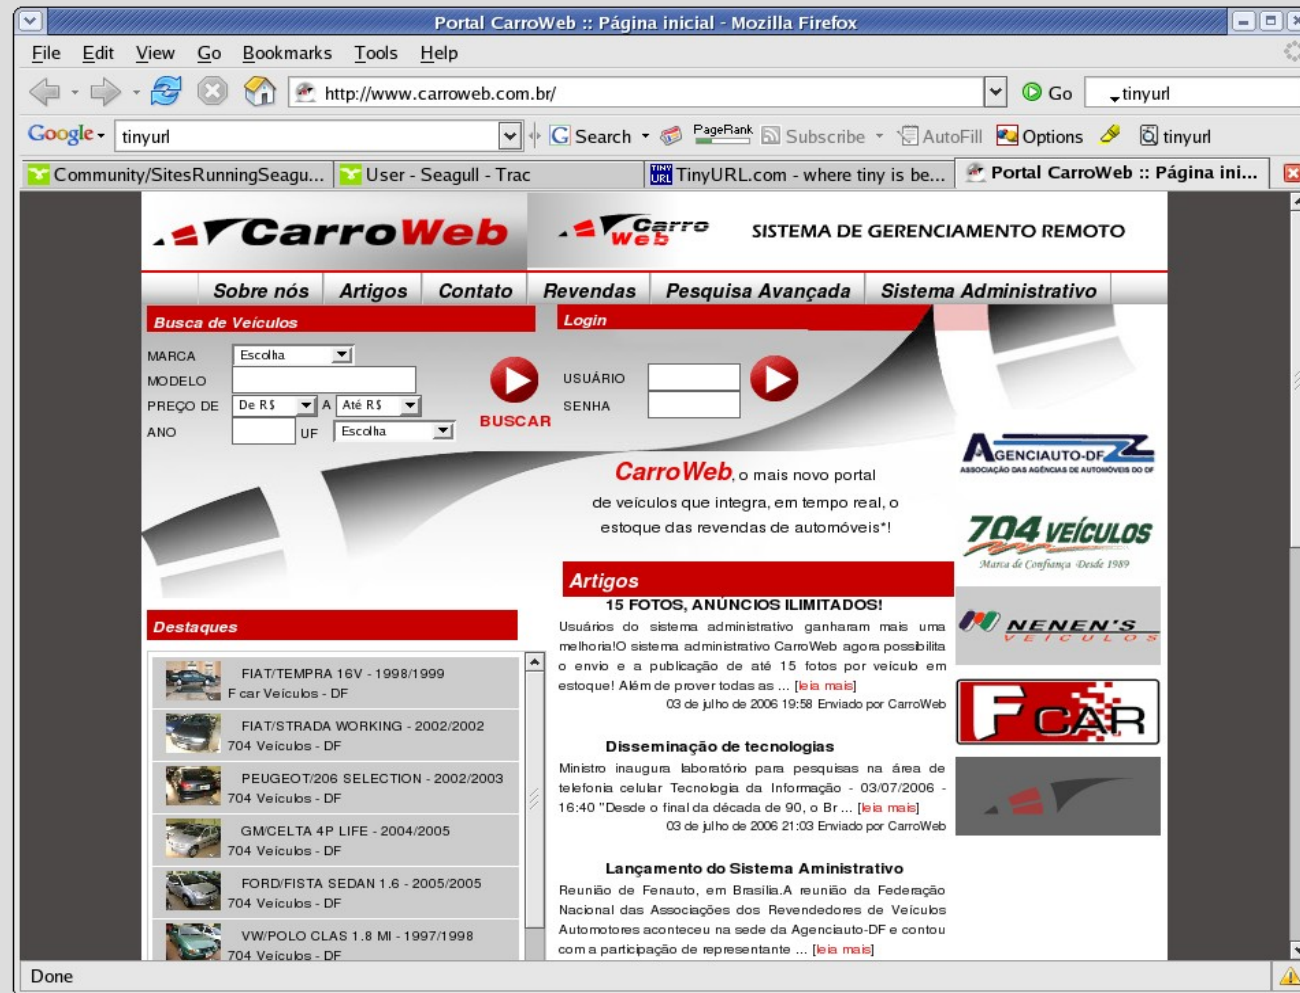 Portal CarroWeb :: Página inicial - Mozilla Firefox
File Edit View Go Bookmarks Tools Help
http://www.carroweb.com.br/ Go tinyurl
Google tinyurl Search PageRank Subscribe AutoFill Options tinyurl
Community/SitesRunningSeagu... User - Seagull - Trac TINY URL TinyURL.com - where tiny is be... Portal CarroWeb :: Página ini...
CarroWeb Carro Web SISTEMA DE GERENCIAMENTO REMOTO
Sobre nós Artigos Contato Revendas Pesquisa Avançada Sistema Administrativo
Busca de Veículos
MARCA Escolha
MODELO
PREÇO DE De R$ A Até R$
ANO UF Escolha
BUSCAR
Login
USUÁRIO
SENHA
CarroWeb, o mais novo portal
de veículos que integra, em tempo real, o
estoque das revendas de automóveis*!
Destaques
FIAT/TEMPRA 16V - 1998/1999
F car Veículos - DF
FIAT/STRADA WORKING - 2002/2002
704 Veículos - DF
PEUGEOT/206 SELECTION - 2002/2003
704 Veículos - DF
GM/CELTA 4P LIFE - 2004/2005
704 Veículos - DF
FORD/FISTA SEDAN 1.6 - 2005/2005
704 Veículos - DF
VW/POLO CLAS 1.8 MI - 1997/1998
704 Veículos - DF
Artigos
15 FOTOS, ANÚNCIOS ILIMITADOS!
Usuários do sistema administrativo ganharam mais uma
melhoria!O sistema administrativo CarroWeb agora possibilita
o envio e a publicação de até 15 fotos por veículo em
estoque! Além de prover todas as ... [leia mais]
03 de julho de 2006 19:58 Enviado por CarroWeb
Disseminação de tecnologias
Ministro inaugura laboratório para pesquisas na área de
telefonia celular Tecnologia da Informação - 03/07/2006 -
16:40 "Desde o final da década de 90, o Br ... [leia mais]
03 de julho de 2006 21:03 Enviado por CarroWeb
Lançamento do Sistema Aministrativo
Reunião de Fenauto, em Brasília.A reunião da Federação
Nacional das Associações dos Revendedores de Veículos
Automotores aconteceu na sede da Agenciauto-DF e contou
com a participação de representante ... [leia mais]
AGENCIAUTO-DF
ASSOCIAÇÃO DAS AGÊNCIAS DE AUTOMÓVEIS DO DF
704 VEÍCULOS
Marca de Confiança Desde 1989
NENEN'S
VEICULOS
F CAR
Done